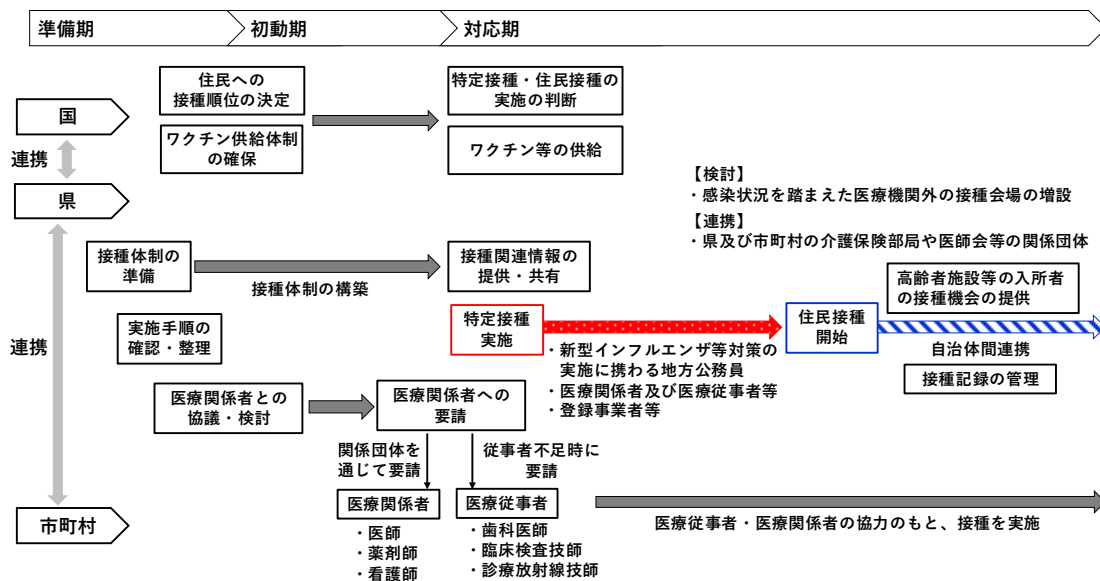 準備期
初動期
対応期
国
住民への
接種順位の決定
ワクチン供給体制
の確保
特定接種・住民接種の
実施の判断
ワクチン等の供給
連携
県
【検討】
・感染状況を踏まえた医療機関外の接種会場の増設
【連携】
・県及び市町村の介護保険部局や医師会等の関係団体
接種体制の
準備
接種体制の構築
接種関連情報の
提供・共有
高齢者施設等の入所者
の接種機会の提供
実施手順の
確認・整理
特定接種
実施
住民接種
開始
連携
・新型インフルエンザ等対策の
実施に携わる地方公務員
・医療関係者及び医療従事者等
・登録事業者等
自治体間連携
接種記録の管理
医療関係者との
協議・検討
医療関係者への
要請
関係団体を
通じて要請
従事者不足時に
要請
医療関係者
・医師
・薬剤師
・看護師
医療従事者
・歯科医師
・臨床検査技師
・診療放射線技師
市町村
医療従事者・医療関係者の協力のもと、接種を実施